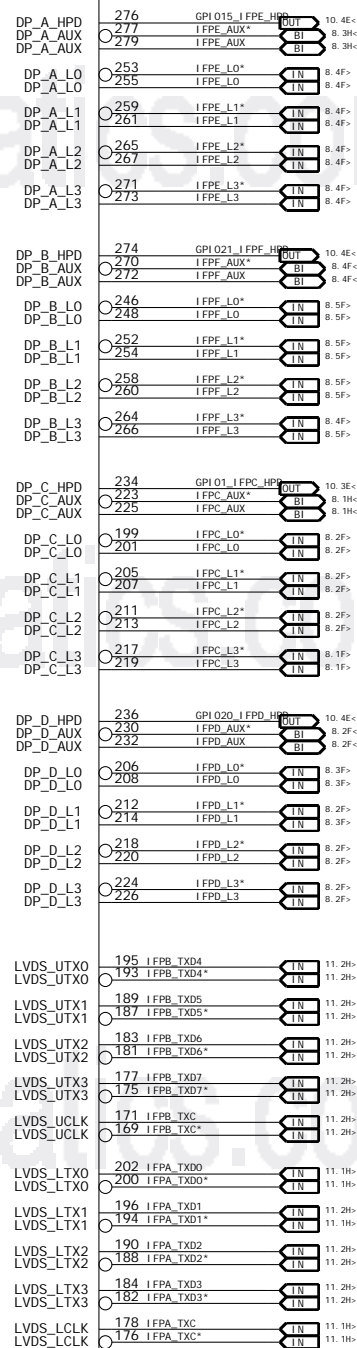 DP_A_HPD 276 GPIO15_IFPE_HPD OUT 10.4E<
DP_A_AUX 277 IFPE_AUX* BI 8.3H<
DP_A_AUX 279 IFPE_AUX BI 8.3H<
DP_A_L0 253 IFPE_L0* IN 8.4F>
DP_A_L0 255 IFPE_L0 IN 8.4F>
DP_A_L1 259 IFPE_L1* IN 8.4F>
DP_A_L1 261 IFPE_L1 IN 8.4F>
DP_A_L2 265 IFPE_L2* IN 8.4F>
DP_A_L2 267 IFPE_L2 IN 8.4F>
DP_A_L3 271 IFPE_L3* IN 8.4F>
DP_A_L3 273 IFPE_L3 IN 8.4F>
DP_B_HPD 274 GPIO21_IFPF_HPD OUT 10.4E<
DP_B_AUX 270 IFPF_AUX* BI 8.4F<
DP_B_AUX 272 IFPF_AUX BI 8.4F<
DP_B_L0 246 IFPF_L0* IN 8.5F>
DP_B_L0 248 IFPF_L0 IN 8.5F>
DP_B_L1 252 IFPF_L1* IN 8.5F>
DP_B_L1 254 IFPF_L1 IN 8.5F>
DP_B_L2 258 IFPF_L2* IN 8.5F>
DP_B_L2 260 IFPF_L2 IN 8.5F>
DP_B_L3 264 IFPF_L3* IN 8.4F>
DP_B_L3 266 IFPF_L3 IN 8.5F>
DP_C_HPD 234 GPIO1_IFPC_HPD OUT 10.3E<
DP_C_AUX 223 IFPC_AUX* BI 8.1H<
DP_C_AUX 225 IFPC_AUX BI 8.1H<
DP_C_L0 199 IFPC_L0* IN 8.2F>
DP_C_L0 201 IFPC_L0 IN 8.2F>
DP_C_L1 205 IFPC_L1* IN 8.2F>
DP_C_L1 207 IFPC_L1 IN 8.2F>
DP_C_L2 211 IFPC_L2* IN 8.2F>
DP_C_L2 213 IFPC_L2 IN 8.2F>
DP_C_L3 217 IFPC_L3* IN 8.1F>
DP_C_L3 219 IFPC_L3 IN 8.1F>
DP_D_HPD 236 GPIO20_IFPD_HPD OUT 10.4E<
DP_D_AUX 230 IFPD_AUX* BI 8.2F<
DP_D_AUX 232 IFPD_AUX BI 8.2F<
DP_D_L0 206 IFPD_L0* IN 8.3F>
DP_D_L0 208 IFPD_L0 IN 8.3F>
DP_D_L1 212 IFPD_L1* IN 8.2F>
DP_D_L1 214 IFPD_L1 IN 8.3F>
DP_D_L2 218 IFPD_L2* IN 8.2F>
DP_D_L2 220 IFPD_L2 IN 8.2F>
DP_D_L3 224 IFPD_L3* IN 8.2F>
DP_D_L3 226 IFPD_L3 IN 8.2F>
LVDS_UTX0 195 IFPB_TXD4 IN 11.2H>
LVDS_UTX0 193 IFPB_TXD4* IN 11.2H>
LVDS_UTX1 189 IFPB_TXD5 IN 11.2H>
LVDS_UTX1 187 IFPB_TXD5* IN 11.2H>
LVDS_UTX2 183 IFPB_TXD6 IN 11.2H>
LVDS_UTX2 181 IFPB_TXD6* IN 11.2H>
LVDS_UTX3 177 IFPB_TXD7 IN 11.2H>
LVDS_UTX3 175 IFPB_TXD7* IN 11.2H>
LVDS_UCLK 171 IFPB_TXC IN 11.2H>
LVDS_UCLK 169 IFPB_TXC* IN 11.2H>
LVDS_LTX0 202 IFPA_TXD0 IN 11.1H>
LVDS_LTX0 200 IFPA_TXD0* IN 11.1H>
LVDS_LTX1 196 IFPA_TXD1 IN 11.2H>
LVDS_LTX1 194 IFPA_TXD1* IN 11.1H>
LVDS_LTX2 190 IFPA_TXD2 IN 11.2H>
LVDS_LTX2 188 IFPA_TXD2* IN 11.2H>
LVDS_LTX3 184 IFPA_TXD3 IN 11.2H>
LVDS_LTX3 182 IFPA_TXD3* IN 11.2H>
LVDS_LCLK 178 IFPA_TXC IN 11.1H>
LVDS_LCLK 176 IFPA_TXC* IN 11.1H>